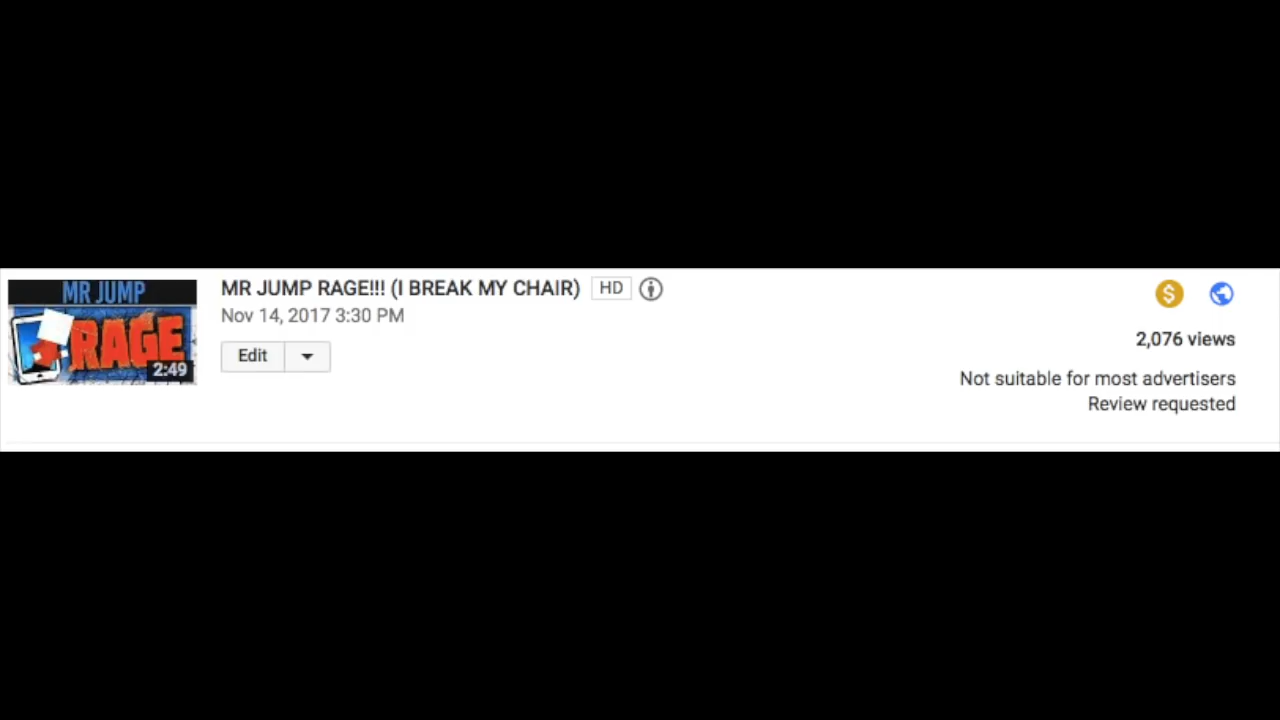 MR JUMP
RAGE
2:49
MR JUMP RAGE!!! (I BREAK MY CHAIR) HD
Nov 14, 2017 3:30 PM
Edit
$
2,076 views
Not suitable for most advertisers
Review requested